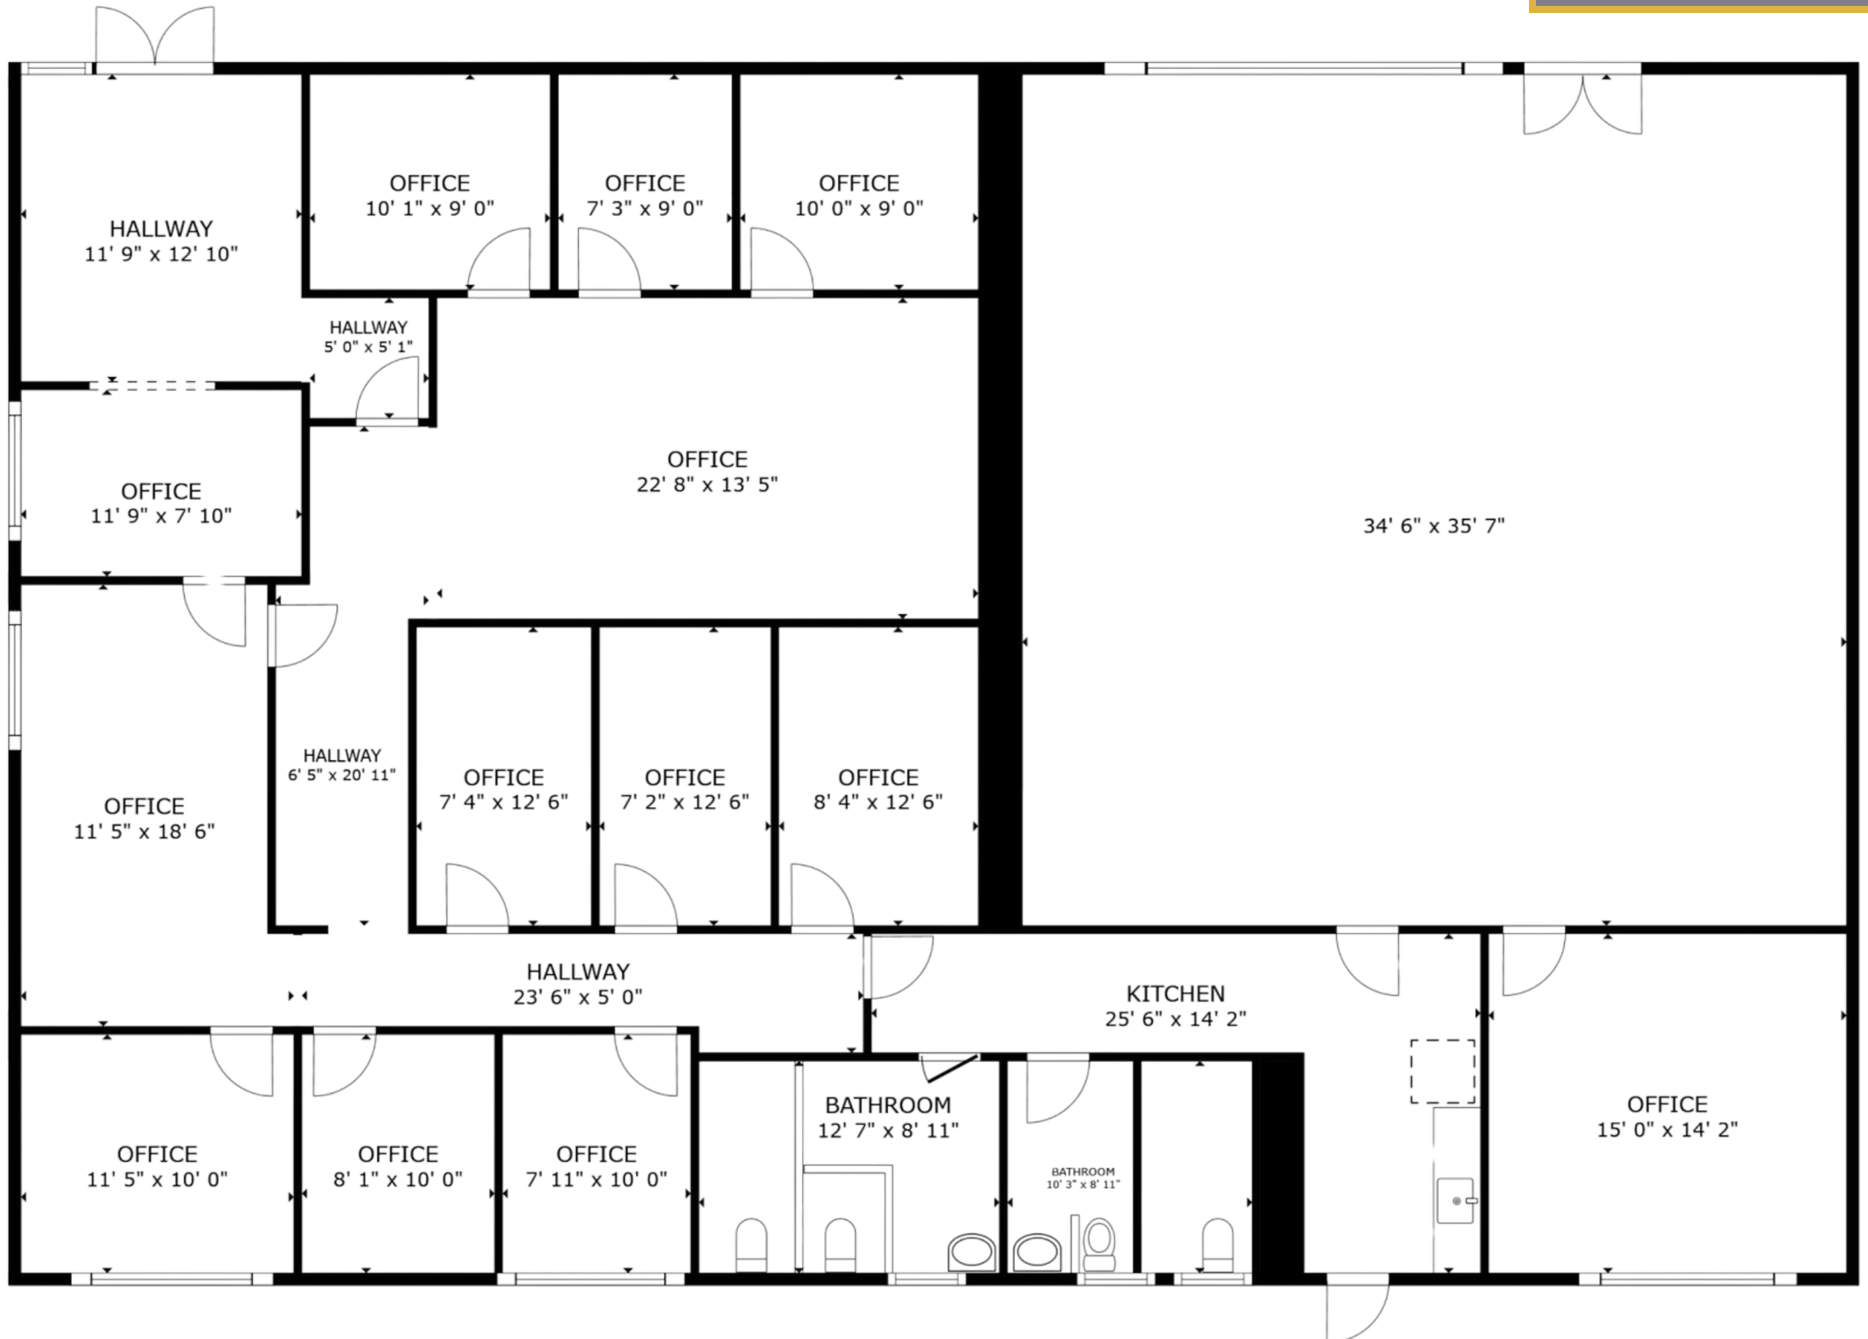 OFFICE
10' 1" x 9' 0"
OFFICE
7' 3" x 9' 0"
OFFICE
10' 0" x 9' 0"
HALLWAY
11' 9" x 12' 10"
HALLWAY
5' 0" x 5' 1"
OFFICE
22' 8" x 13' 5"
OFFICE
11' 9" x 7' 10"
34' 6" x 35' 7"
HALLWAY
6' 5" x 20' 11"
OFFICE
7' 4" x 12' 6"
OFFICE
7' 2" x 12' 6"
OFFICE
8' 4" x 12' 6"
OFFICE
11' 5" x 18' 6"
HALLWAY
23' 6" x 5' 0"
KITCHEN
25' 6" x 14' 2"
BATHROOM
12' 7" x 8' 11"
OFFICE
15' 0" x 14' 2"
OFFICE
11' 5" x 10' 0"
OFFICE
8' 1" x 10' 0"
OFFICE
7' 11" x 10' 0"
BATHROOM
10' 3" x 8' 11"